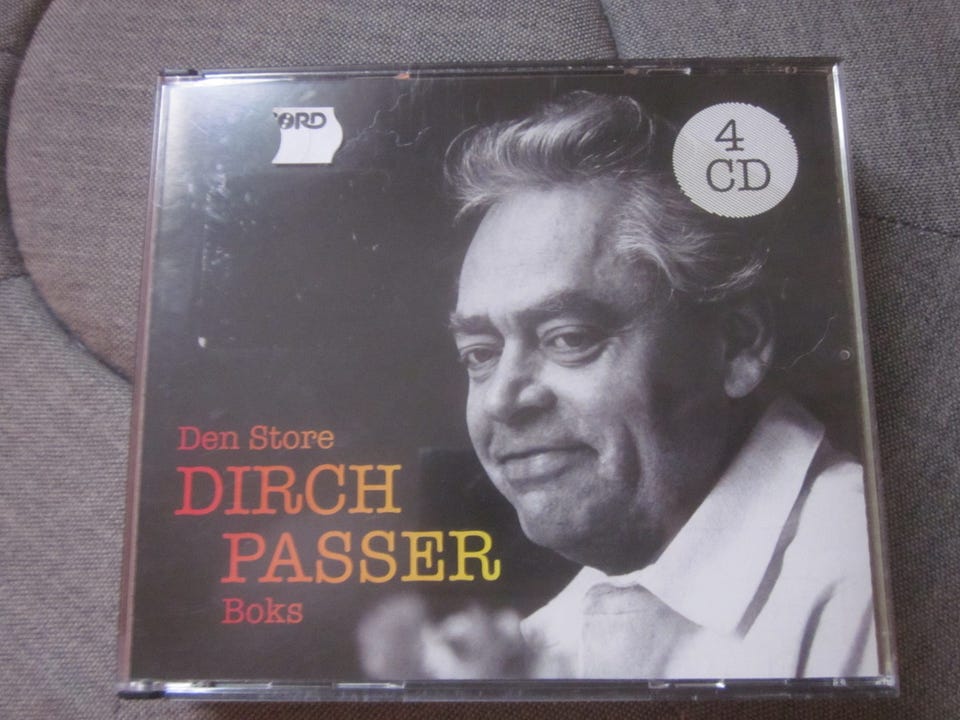 4
CD
Den Store
DIRCH
PASSER
Boks